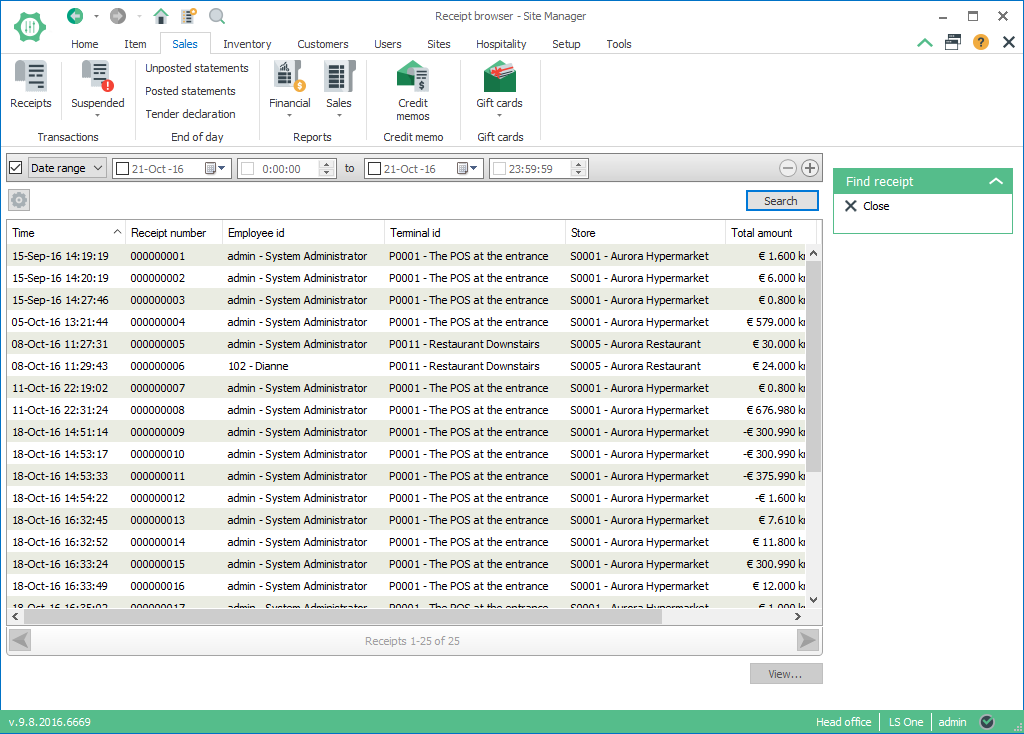 Receipt browser - Site Manager
Home Item Sales Inventory Customers Users Sites Hospitality Setup Tools
Receipts Suspended Unposted statements Posted statements Tender declaration Financial Sales Credit memos Gift cards
Transactions End of day Reports Credit memo Gift cards
Date range 21-Oct -16 0:00:00 to 21-Oct -16 23:59:59
Find receipt
Close
Search
Time Receipt number Employee id Terminal id Store Total amount
15-Sep-16 14:19:19 000000001 admin - System Administrator P0001 - The POS at the entrance S0001 - Aurora Hypermarket € 1.600 kr
15-Sep-16 14:20:19 000000002 admin - System Administrator P0001 - The POS at the entrance S0001 - Aurora Hypermarket € 6.000 kr
15-Sep-16 14:27:46 000000003 admin - System Administrator P0001 - The POS at the entrance S0001 - Aurora Hypermarket € 0.800 kr
05-Oct-16 13:21:44 000000004 admin - System Administrator P0001 - The POS at the entrance S0001 - Aurora Hypermarket € 579.000 kr
08-Oct-16 11:27:31 000000005 admin - System Administrator P0011 - Restaurant Downstairs S0005 - Aurora Restaurant € 30.000 kr
08-Oct-16 11:29:43 000000006 102 - Dianne P0011 - Restaurant Downstairs S0005 - Aurora Restaurant € 24.000 kr
11-Oct-16 22:19:02 000000007 admin - System Administrator P0001 - The POS at the entrance S0001 - Aurora Hypermarket € 0.800 kr
11-Oct-16 22:31:24 000000008 admin - System Administrator P0001 - The POS at the entrance S0001 - Aurora Hypermarket € 676.980 kr
18-Oct-16 14:51:14 000000009 admin - System Administrator P0001 - The POS at the entrance S0001 - Aurora Hypermarket -€ 300.990 kr
18-Oct-16 14:53:17 000000010 admin - System Administrator P0001 - The POS at the entrance S0001 - Aurora Hypermarket -€ 300.990 kr
18-Oct-16 14:53:33 000000011 admin - System Administrator P0001 - The POS at the entrance S0001 - Aurora Hypermarket -€ 375.990 kr
18-Oct-16 14:54:22 000000012 admin - System Administrator P0001 - The POS at the entrance S0001 - Aurora Hypermarket -€ 1.600 kr
18-Oct-16 16:32:45 000000013 admin - System Administrator P0001 - The POS at the entrance S0001 - Aurora Hypermarket € 7.610 kr
18-Oct-16 16:32:52 000000014 admin - System Administrator P0001 - The POS at the entrance S0001 - Aurora Hypermarket € 11.800 kr
18-Oct-16 16:33:24 000000015 admin - System Administrator P0001 - The POS at the entrance S0001 - Aurora Hypermarket € 300.990 kr
18-Oct-16 16:33:49 000000016 admin - System Administrator P0001 - The POS at the entrance S0001 - Aurora Hypermarket € 12.000 kr
18-Oct-16 16:35:02 000000017 admin - System Administrator P0001 - The POS at the entrance S0001 - Aurora Hypermarket
Receipts 1-25 of 25
View...
v.9.8.2016.6669 Head office LS One admin